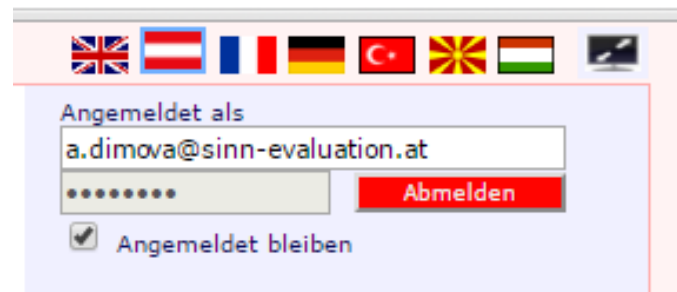 Angemeldet als
a.dimova@sinn-evaluation.at
•••••••• Abmelden
Angemeldet bleiben